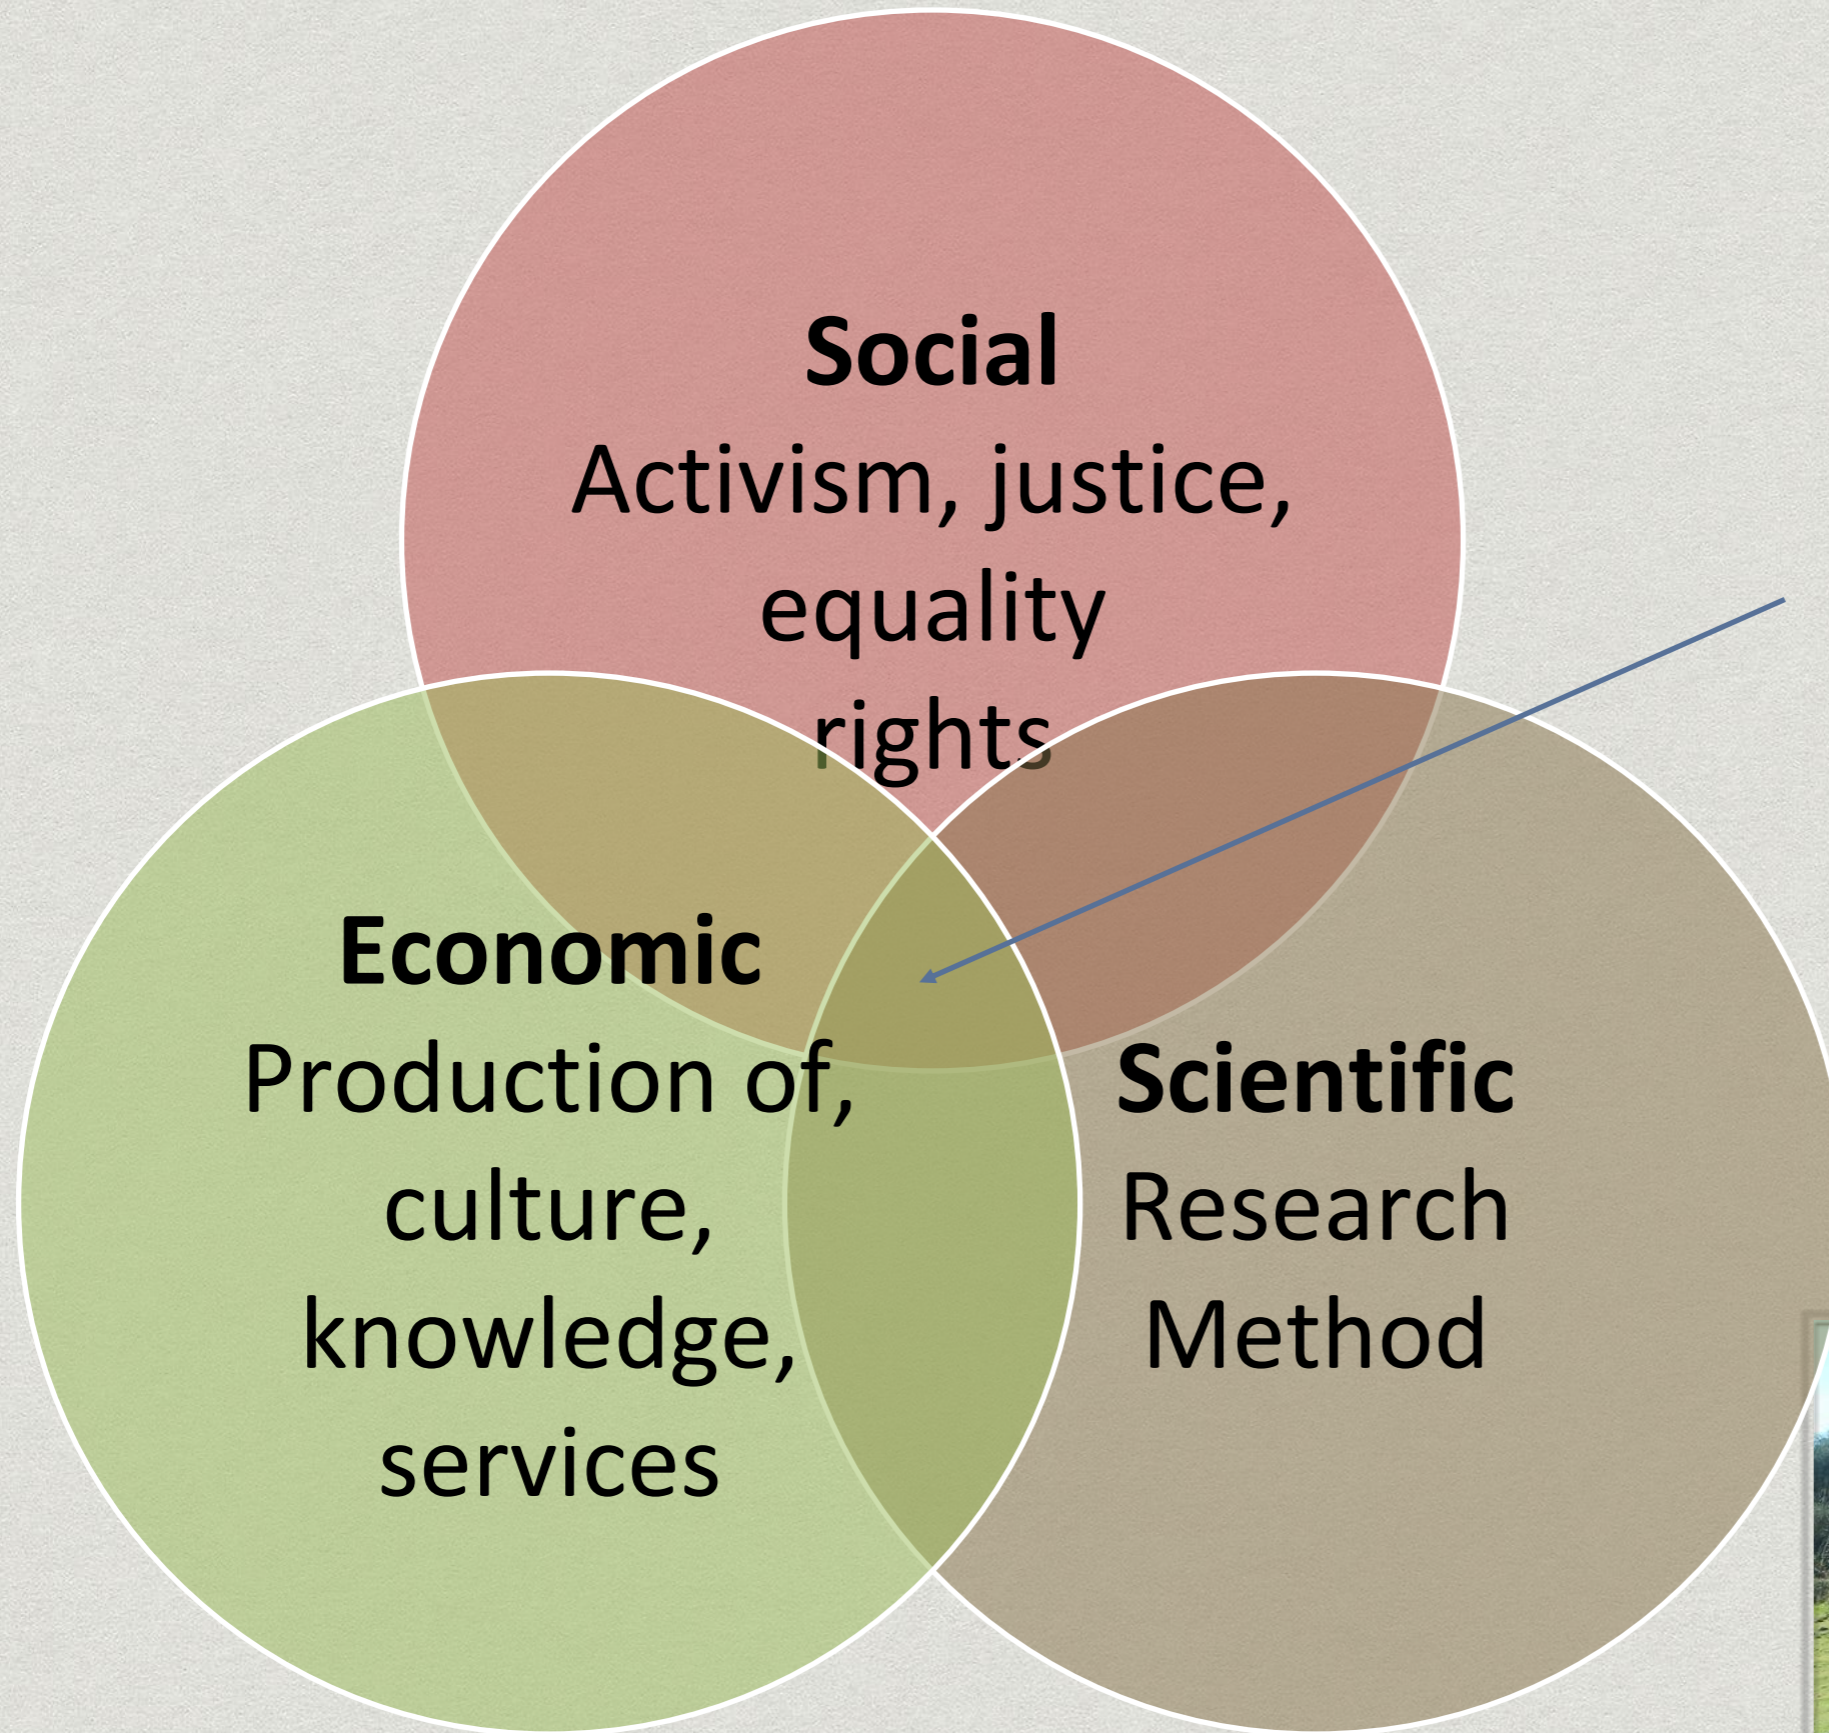 Social
Activism, justice,
equality
rights
Economic
Production of,
culture,
knowledge,
services
Scientific
Research
Method